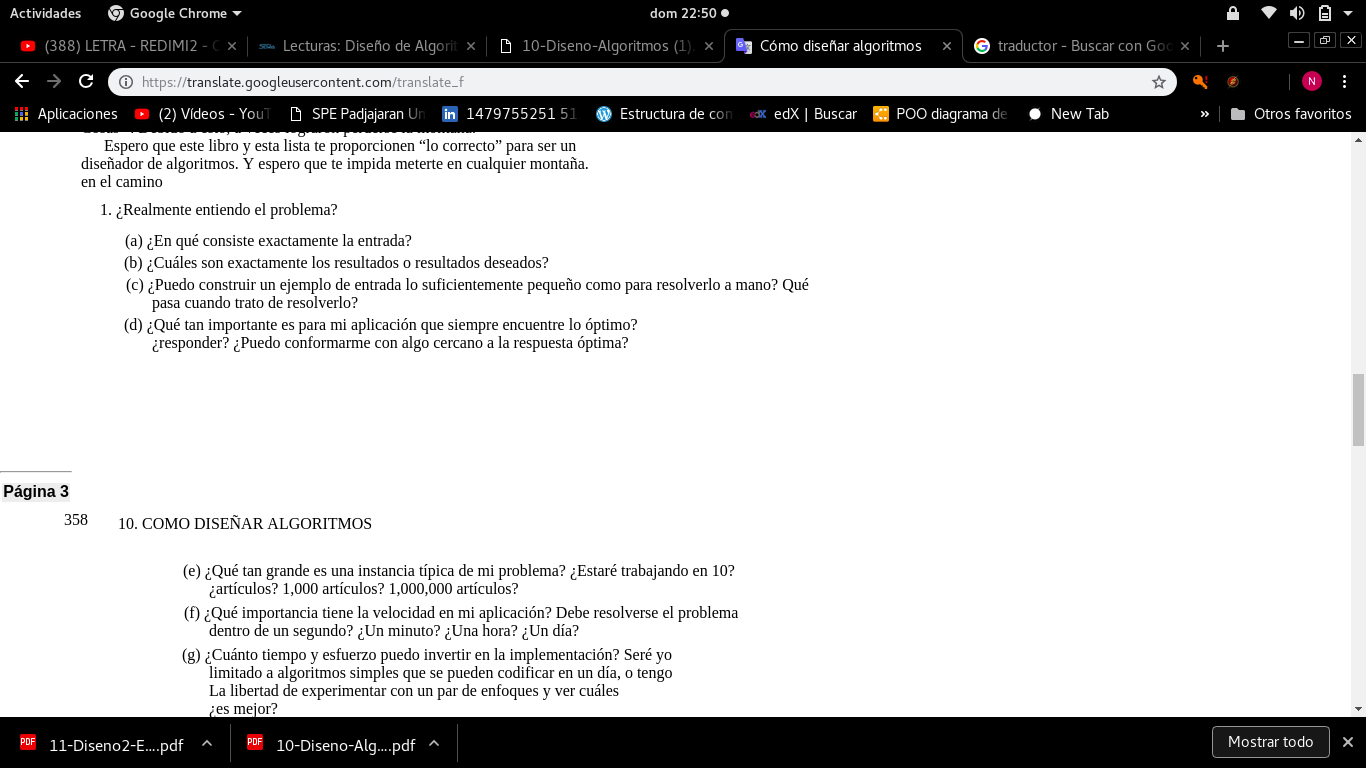 Actividades Google Chrome dom 22:50
(388) LETRA - REDIMI2 - Lecturas: Diseño de Algorit 10-Diseno-Algoritmos (1). Cómo diseñar algoritmos traductor - Buscar con Goo
https://translate.googleusercontent.com/translate_f N
Aplicaciones (2) Vídeos - YouT SPE Padjajaran Un 1479755251 51 Estructura de con edX | Buscar POO diagrama de New Tab » Otros favoritos
Espero que este libro y esta lista te proporcionen “lo correcto” para ser un
diseñador de algoritmos. Y espero que te impida meterte en cualquier montaña.
en el camino
1. ¿Realmente entiendo el problema?
(a) ¿En qué consiste exactamente la entrada?
(b) ¿Cuáles son exactamente los resultados o resultados deseados?
(c) ¿Puedo construir un ejemplo de entrada lo suficientemente pequeño como para resolverlo a mano? Qué
pasa cuando trato de resolverlo?
(d) ¿Qué tan importante es para mi aplicación que siempre encuentre lo óptimo?
¿responder? ¿Puedo conformarme con algo cercano a la respuesta óptima?
Página 3
358 10. COMO DISEÑAR ALGORITMOS
(e) ¿Qué tan grande es una instancia típica de mi problema? ¿Estaré trabajando en 10?
¿artículos? 1,000 artículos? 1,000,000 artículos?
(f) ¿Qué importancia tiene la velocidad en mi aplicación? Debe resolverse el problema
dentro de un segundo? ¿Un minuto? ¿Una hora? ¿Un día?
(g) ¿Cuánto tiempo y esfuerzo puedo invertir en la implementación? Seré yo
limitado a algoritmos simples que se pueden codificar en un día, o tengo
La libertad de experimentar con un par de enfoques y ver cuáles
¿es mejor?
11-Diseno2-E....pdf 10-Diseno-Alg....pdf Mostrar todo